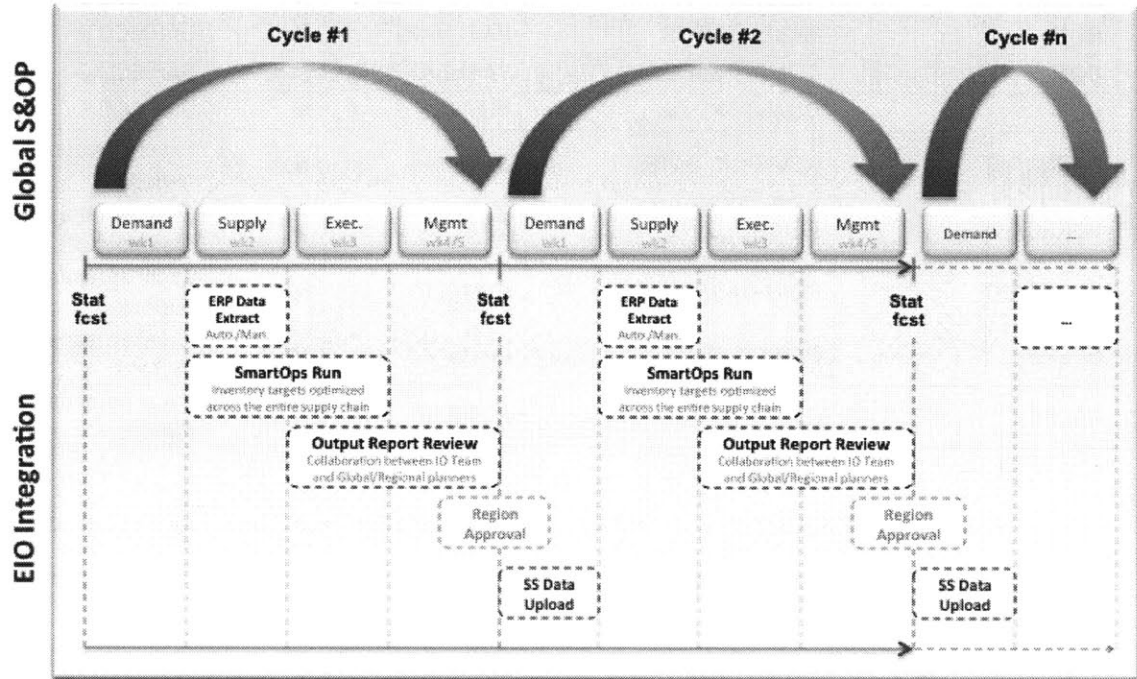 Cycle #1
Cycle #2
Cycle #n
Global S&OP
Demand
wk1
Supply
wk2
Exec.
wk3
Mgmt
wk4/5
Demand
wk1
Supply
wk2
Exec.
wk3
Mgmt
wk4/5
Demand
...
Stat
fcst
Stat
fcst
Stat
fcst
EIO Integration
ERP Data
Extract
Auto./Man.
ERP Data
Extract
Auto./Man.
...
SmartOps Run
Inventory targets optimized
across the entire supply chain
SmartOps Run
Inventory targets optimized
across the entire supply chain
Output Report Review
Collaboration between IO Team
and Global/Regional planners
Output Report Review
Collaboration between IO Team
and Global/Regional planners
Region
Approval
Region
Approval
SS Data
Upload
SS Data
Upload